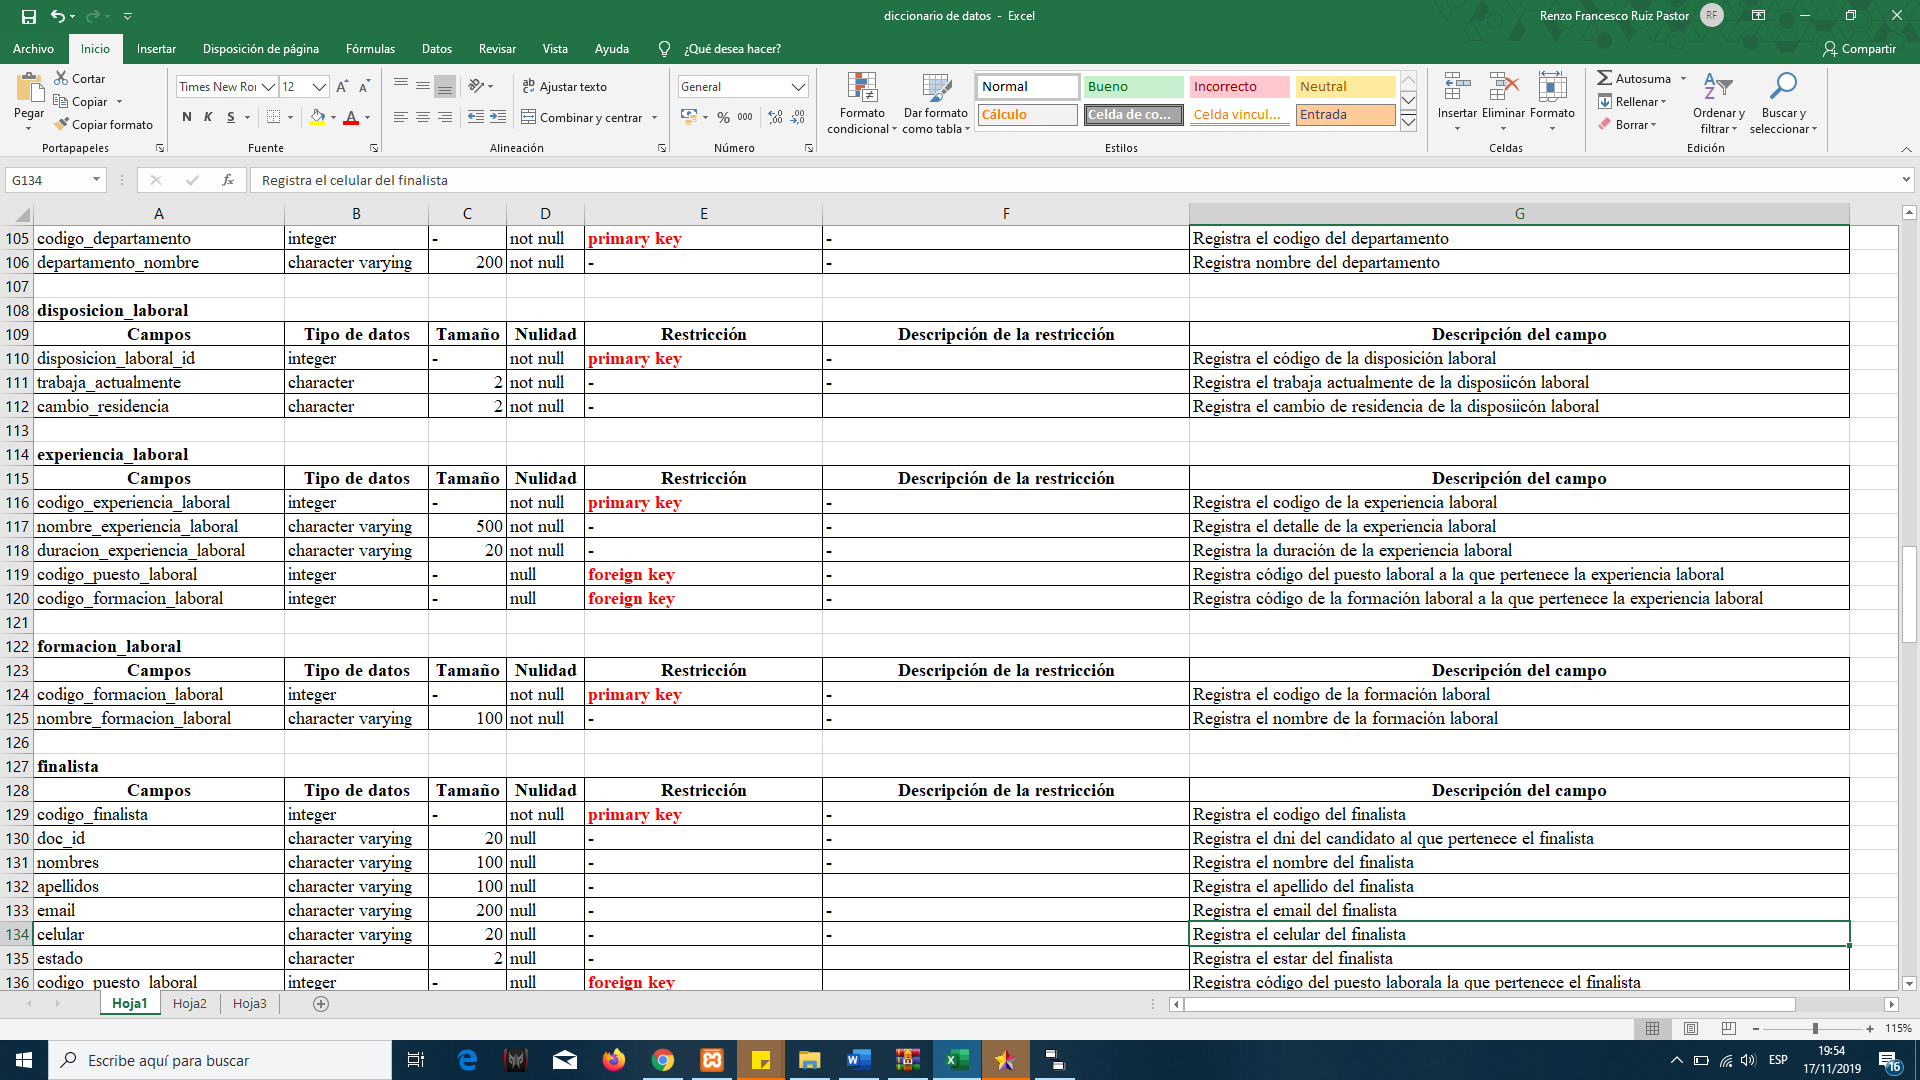 diccionario de datos - Excel
Renzo Francesco Ruiz Pastor RF
Archivo Inicio Insertar Disposición de página Fórmulas Datos Revisar Vista Ayuda ¿Qué desea hacer? Compartir
Pegar Cortar Copiar Copiar formato
Times New Ro 12
N K S
Ajustar texto
Combinar y centrar
General
% 000
Formato condicional
Dar formato como tabla
Normal Bueno Incorrecto Neutral
Cálculo Celda de co... Celda vincul... Entrada
Insertar Eliminar Formato
Autosuma
Rellenar
Borrar
Ordenar y filtrar
Buscar y seleccionar
Portapapeles Fuente Alineación Número Estilos Celdas Edición
G134 fx Registra el celular del finalista
A B C D E F G
105 codigo_departamento integer - not null primary key - Registra el codigo del departamento
106 departamento_nombre character varying 200 not null - - Registra nombre del departamento
107
108 disposicion_laboral
109 Campos Tipo de datos Tamaño Nulidad Restricción Descripción de la restricción Descripción del campo
110 disposicion_laboral_id integer - not null primary key - Registra el código de la disposición laboral
111 trabaja_actualmente character 2 not null - - Registra el trabaja actualmente de la disposiicón laboral
112 cambio_residencia character 2 not null - Registra el cambio de residencia de la disposiicón laboral
113
114 experiencia_laboral
115 Campos Tipo de datos Tamaño Nulidad Restricción Descripción de la restricción Descripción del campo
116 codigo_experiencia_laboral integer - not null primary key - Registra el codigo de la experiencia laboral
117 nombre_experiencia_laboral character varying 500 not null - - Registra el detalle de la experiencia laboral
118 duracion_experiencia_laboral character varying 20 not null - - Registra la duración de la experiencia laboral
119 codigo_puesto_laboral integer - null foreign key - Registra código del puesto laboral a la que pertenece la experiencia laboral
120 codigo_formacion_laboral integer - null foreign key - Registra código de la formación laboral a la que pertenece la experiencia laboral
121
122 formacion_laboral
123 Campos Tipo de datos Tamaño Nulidad Restricción Descripción de la restricción Descripción del campo
124 codigo_formacion_laboral integer - not null primary key - Registra el codigo de la formación laboral
125 nombre_formacion_laboral character varying 100 not null - - Registra el nombre de la formación laboral
126
127 finalista
128 Campos Tipo de datos Tamaño Nulidad Restricción Descripción de la restricción Descripción del campo
129 codigo_finalista integer - not null primary key - Registra el codigo del finalista
130 doc_id character varying 20 null - - Registra el dni del candidato al que pertenece el finalista
131 nombres character varying 100 null - - Registra el nombre del finalista
132 apellidos character varying 100 null - Registra el apellido del finalista
133 email character varying 200 null - - Registra el email del finalista
134 celular character varying 20 null - - Registra el celular del finalista
135 estado character 2 null - Registra el estar del finalista
136 codigo_puesto_laboral integer - null foreign key Registra código del puesto laborala la que pertenece el finalista
Hoja1 Hoja2 Hoja3
115%
Escribe aquí para buscar
ESP
19:54
17/11/2019
16